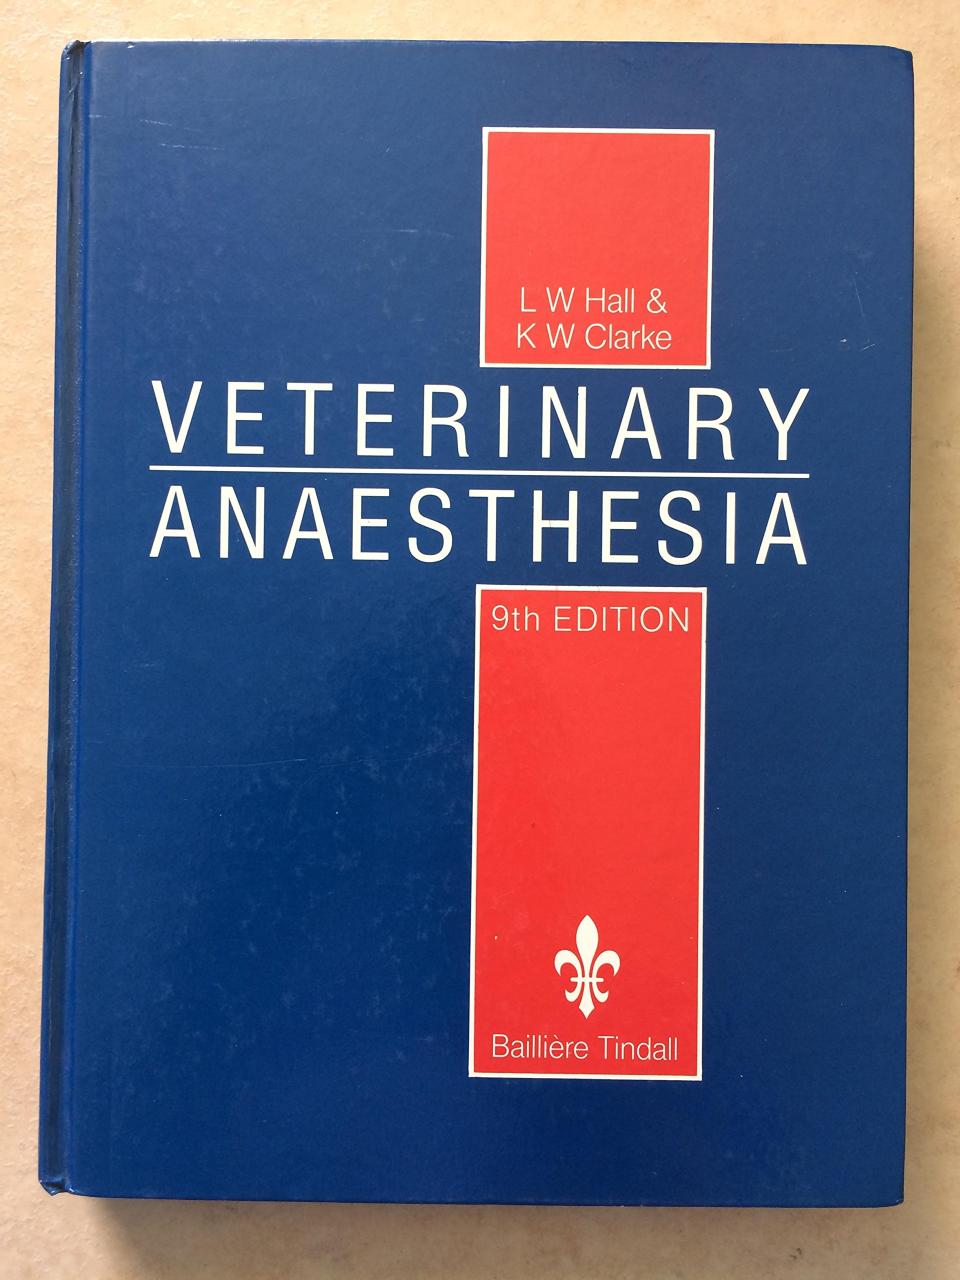 L W Hall &
K W Clarke
VETERINARY
ANAESTHESIA
9th EDITION
Baillière Tindall